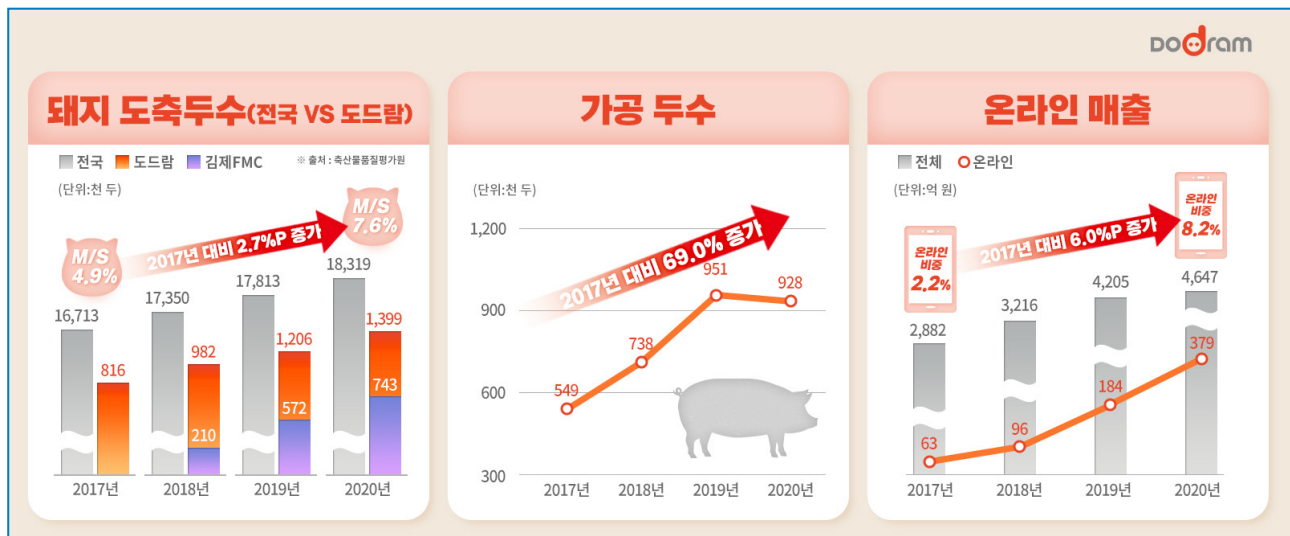 DOdram
돼지 도축두수(전국 VS 도드람)
전국 도드람 김제FMC
※ 출처 : 축산물품질평가원
(단위:천 두)
M/S
4.9%
2017년 대비 2.7%P 증가
M/S
7.6%
16,713
816
17,350
982
210
17,813
1,206
572
18,319
1,399
743
2017년 2018년 2019년 2020년
가공 두수
(단위:천 두)
1,200
900
600
300
2017년 대비 69.0% 증가
549
738
951
928
2017년 2018년 2019년 2020년
온라인 매출
전체 온라인
(단위:억 원)
온라인
비중
2.2%
2017년 대비 6.0%P 증가
온라인
비중
8.2%
2,882
63
3,216
96
4,205
184
4,647
379
2017년 2018년 2019년 2020년